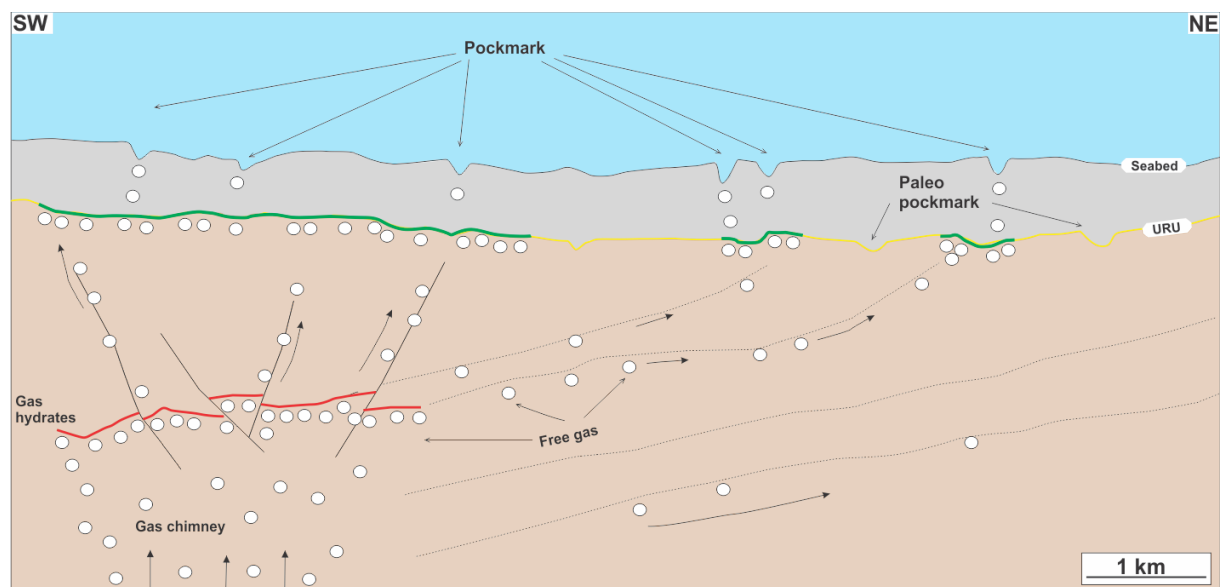 SW
NE
Pockmark
Seabed
Paleo
pockmark
URU
Gas
hydrates
Free gas
Gas chimney
1 km